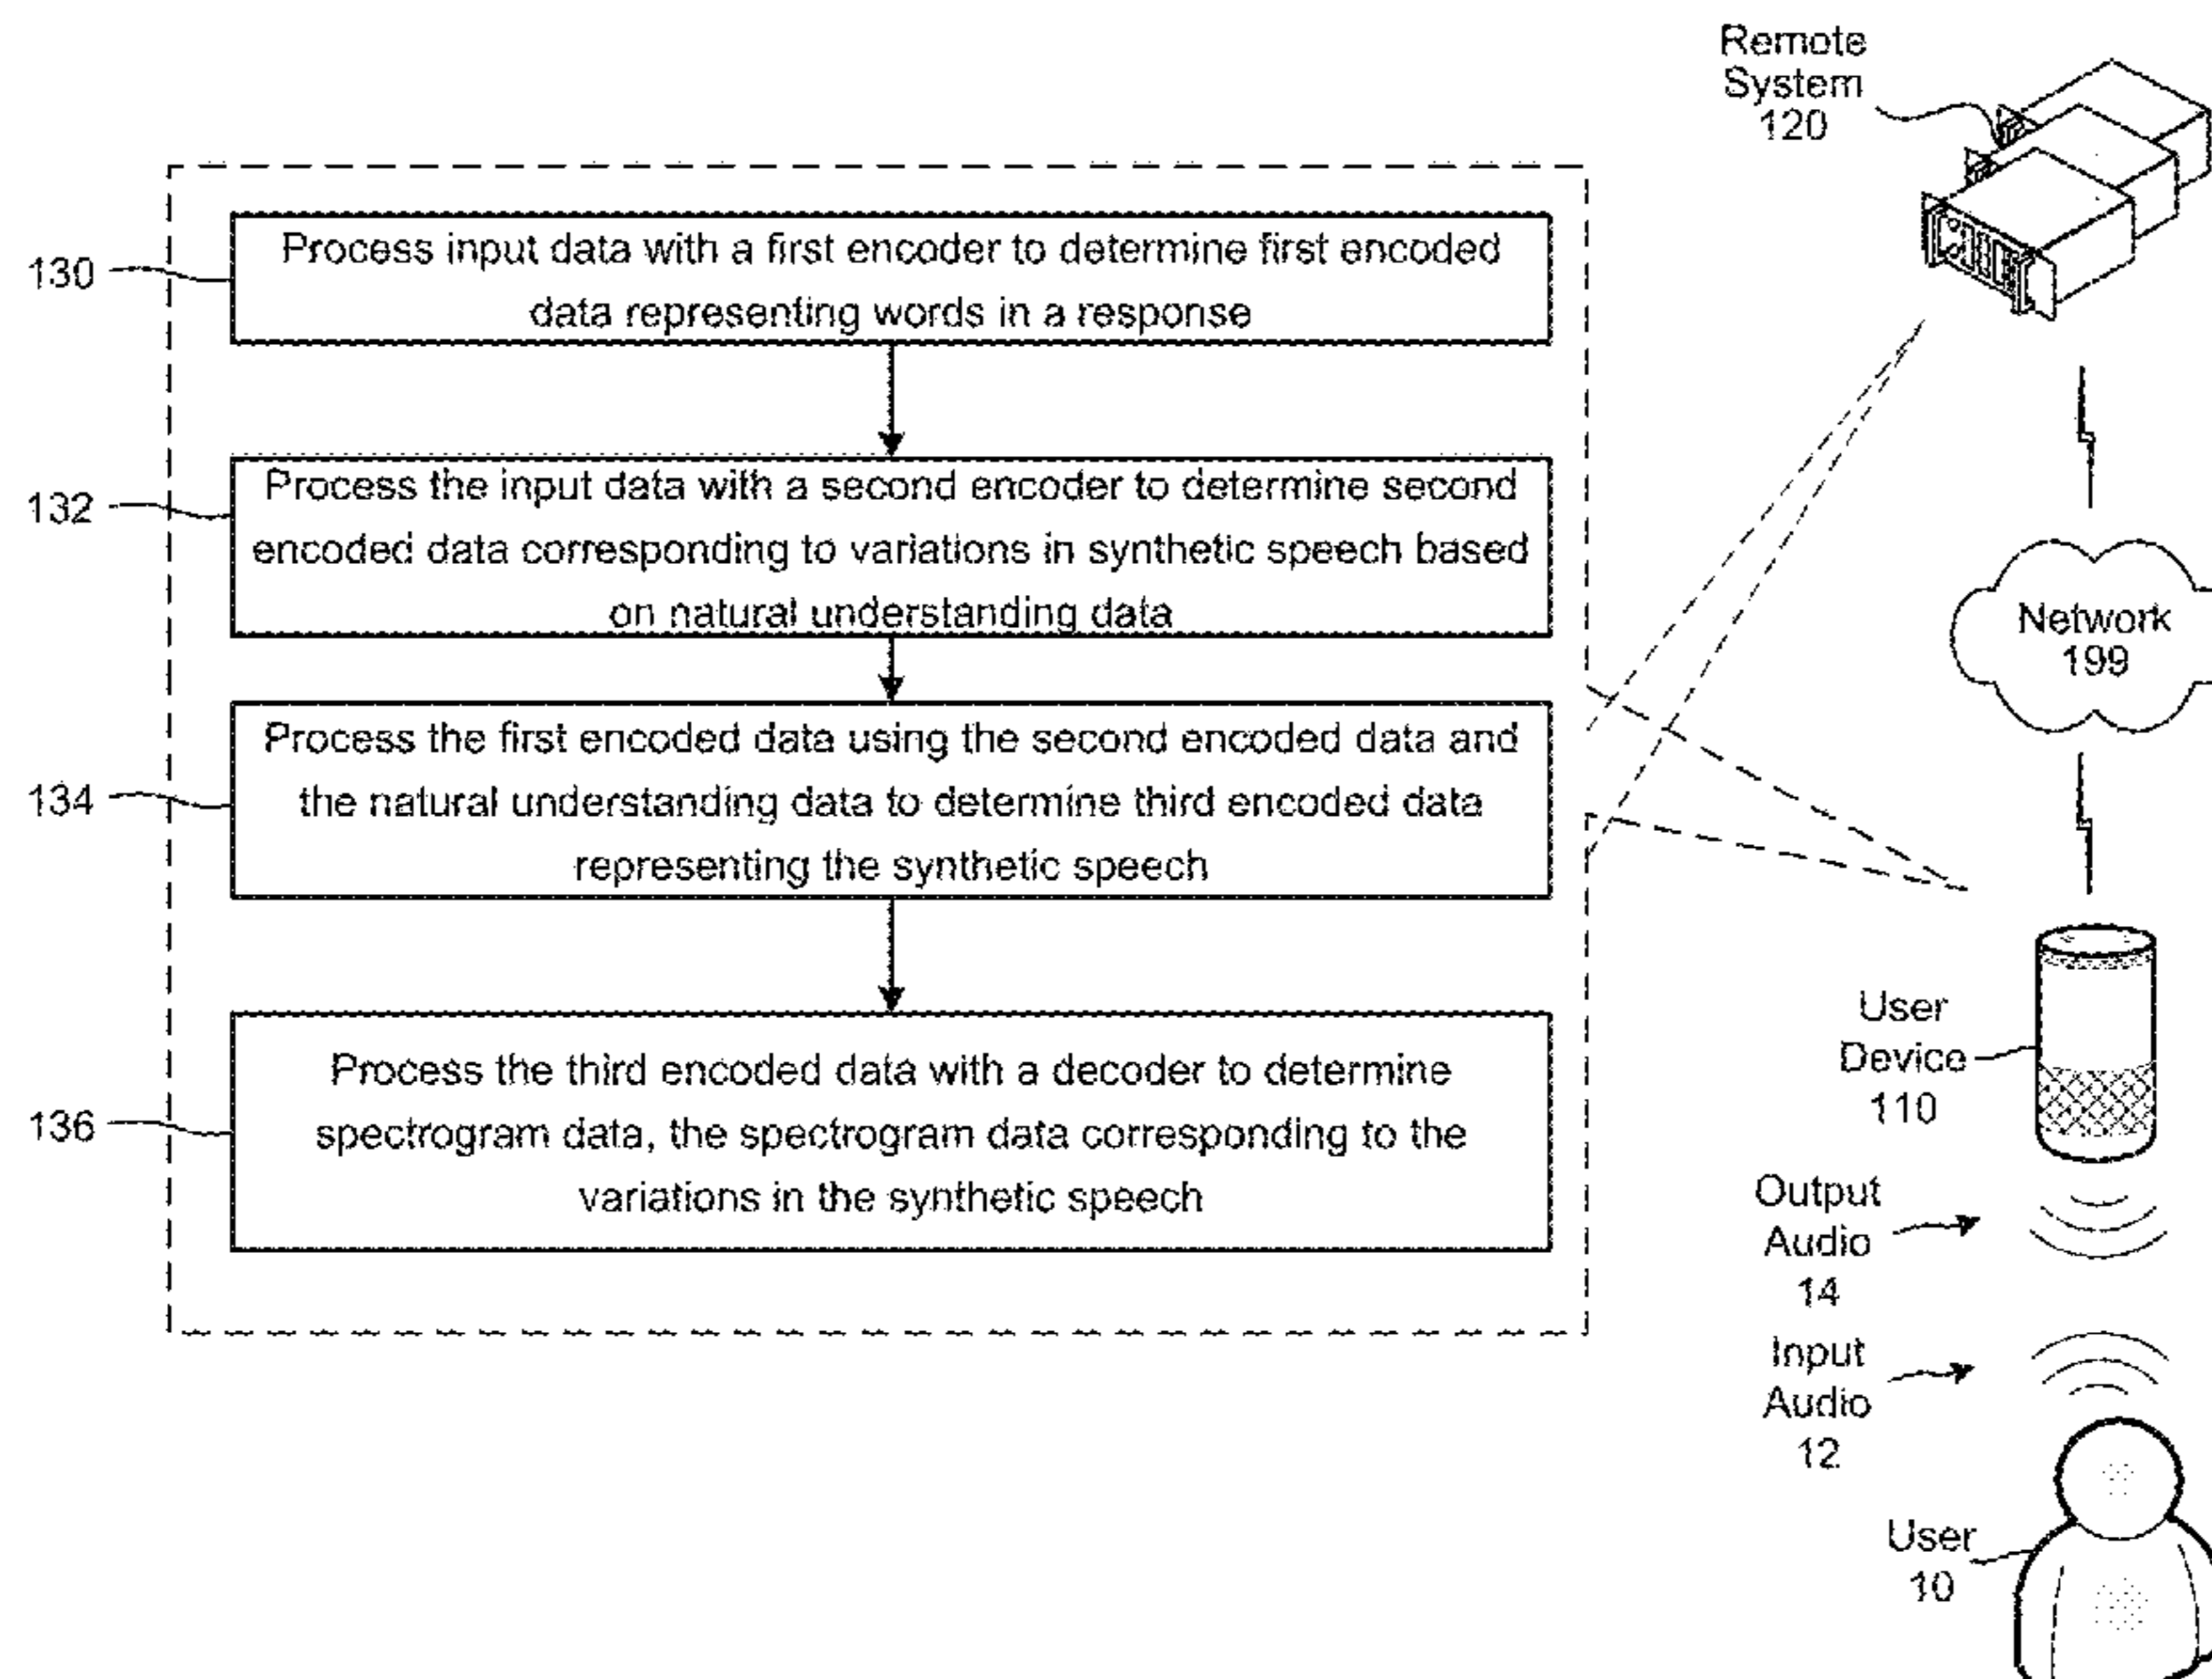 Remote
System
120
130
Process input data with a first encoder to determine first encoded
data representing words in a response
132
Process the input data with a second encoder to determine second
encoded data corresponding to variations in synthetic speech based
on natural understanding data
Network
199
134
Process the first encoded data using the second encoded data and
the natural understanding data to determine third encoded data
representing the synthetic speech
136
Process the third encoded data with a decoder to determine
spectrogram data, the spectrogram data corresponding to the
variations in the synthetic speech
User
Device
110
Output
Audio
14
Input
Audio
12
User
10